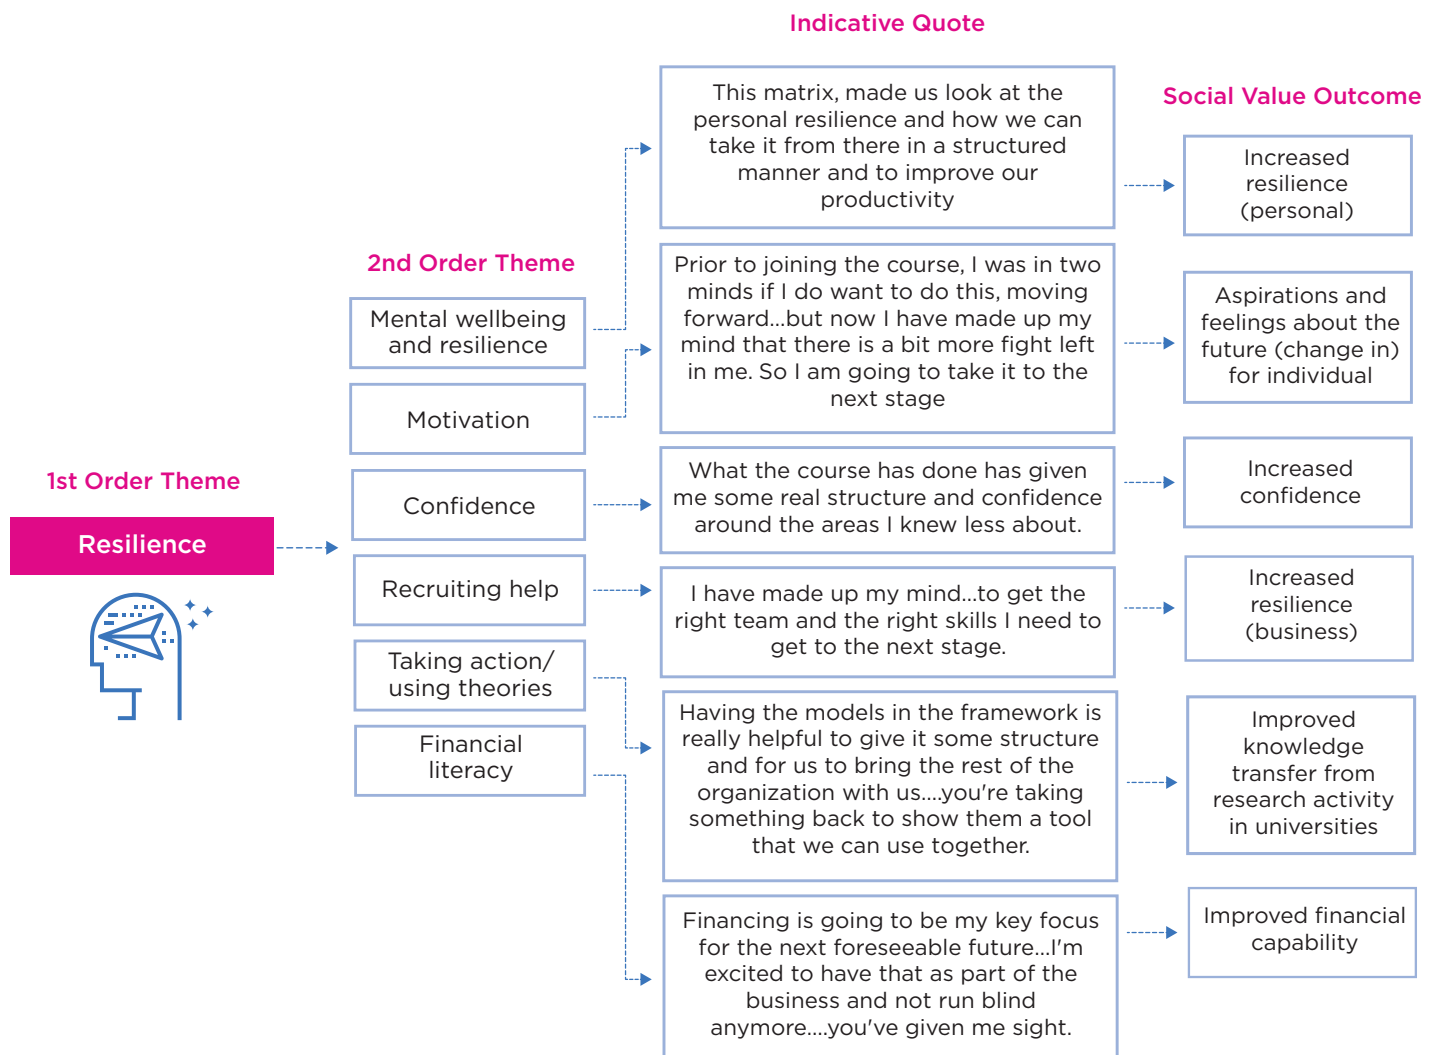 Indicative Quote
Social Value Outcome
2nd Order Theme
1st Order Theme
Resilience
Mental wellbeing
and resilience
Motivation
Confidence
Recruiting help
Taking action/
using theories
Financial
literacy
This matrix, made us look at the
personal resilience and how we can
take it from there in a structured
manner and to improve our
productivity
Prior to joining the course, I was in two
minds if I do want to do this, moving
forward...but now I have made up my
mind that there is a bit more fight left
in me. So I am going to take it to the
next stage
What the course has done has given
me some real structure and confidence
around the areas I knew less about.
I have made up my mind...to get the
right team and the right skills I need to
get to the next stage.
Having the models in the framework is
really helpful to give it some structure
and for us to bring the rest of the
organization with us....you're taking
something back to show them a tool
that we can use together.
Financing is going to be my key focus
for the next foreseeable future...I'm
excited to have that as part of the
business and not run blind
anymore....you've given me sight.
Increased
resilience
(personal)
Aspirations and
feelings about the
future (change in)
for individual
Increased
confidence
Increased
resilience
(business)
Improved
knowledge
transfer from
research activity
in universities
Improved financial
capability